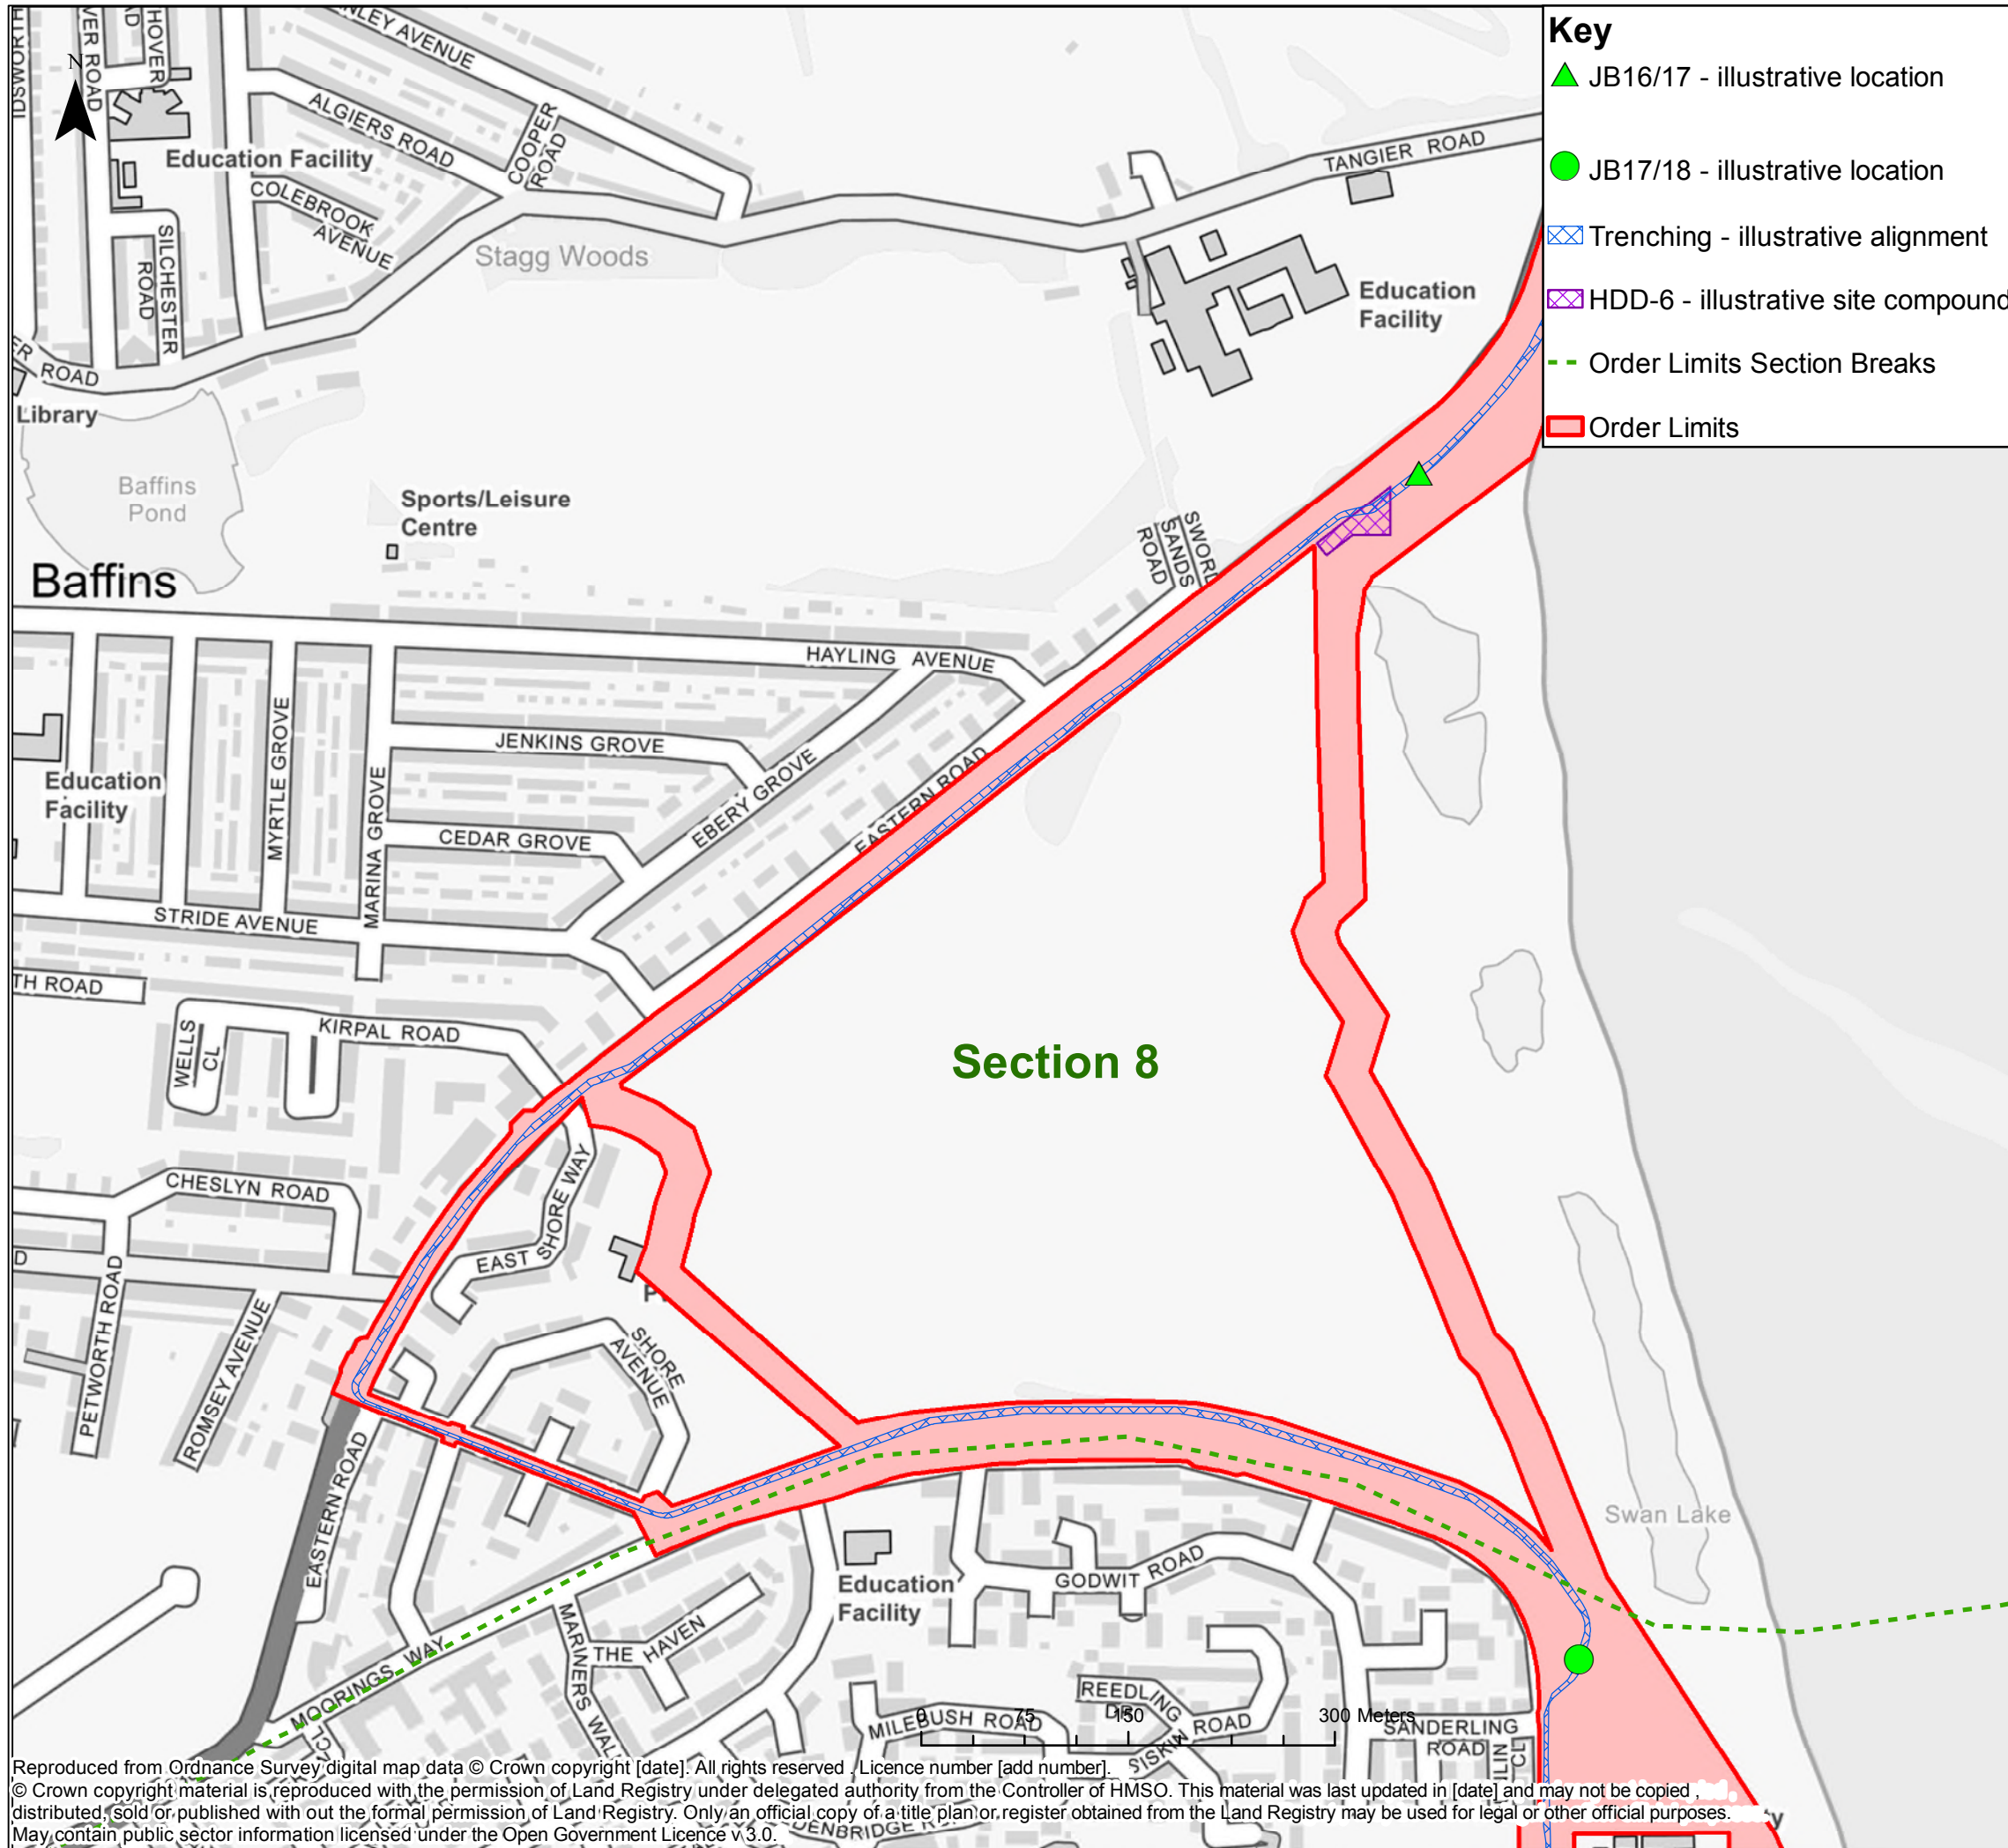 Key
JB16/17 - illustrative location
JB17/18 - illustrative location
Trenching - illustrative alignment
HDD-6 - illustrative site compound
Order Limits Section Breaks
Order Limits
N
ALGIERS ROAD
COOPER
ROAD
TANGIER ROAD
Education Facility
COLEBROOK
AVENUE
SILCHESTER
ROAD
Stagg Woods
Education
Facility
ROAD
Library
Baffins
Pond
Sports/Leisure
Centre
SWORD
SANDS
ROAD
Baffins
HAYLING AVENUE
JENKINS GROVE
EBERY GROVE
EASTERN ROAD
MYRTLE GROVE
MARINA GROVE
Education
Facility
CEDAR GROVE
STRIDE AVENUE
TH ROAD
KIRPAL ROAD
WELLS
CL
Section 8
CHESLYN ROAD
EAST SHORE WAY
PETWORTH ROAD
ROMSEY AVENUE
SHORE
AVENUE
EASTERN ROAD
Swan Lake
Education
Facility
GODWIT ROAD
MARINERS WALK
THE HAVEN
MOORINGS WAY
REEDLING
DR
MILEBUSH ROAD
SISKIN ROAD
SANDERLING
ROAD
0 75 150 300 Meters
Reproduced from Ordnance Survey digital map data © Crown copyright [date]. All rights reserved . Licence number [add number].
© Crown copyright material is reproduced with the permission of Land Registry under delegated authority from the Controller of HMSO. This material was last updated in [date] and may not be copied ,
distributed, sold or published with out the formal permission of Land Registry. Only an official copy of a title plan or register obtained from the Land Registry may be used for legal or other official purposes.
May contain public sector information licensed under the Open Government Licence v 3.0.